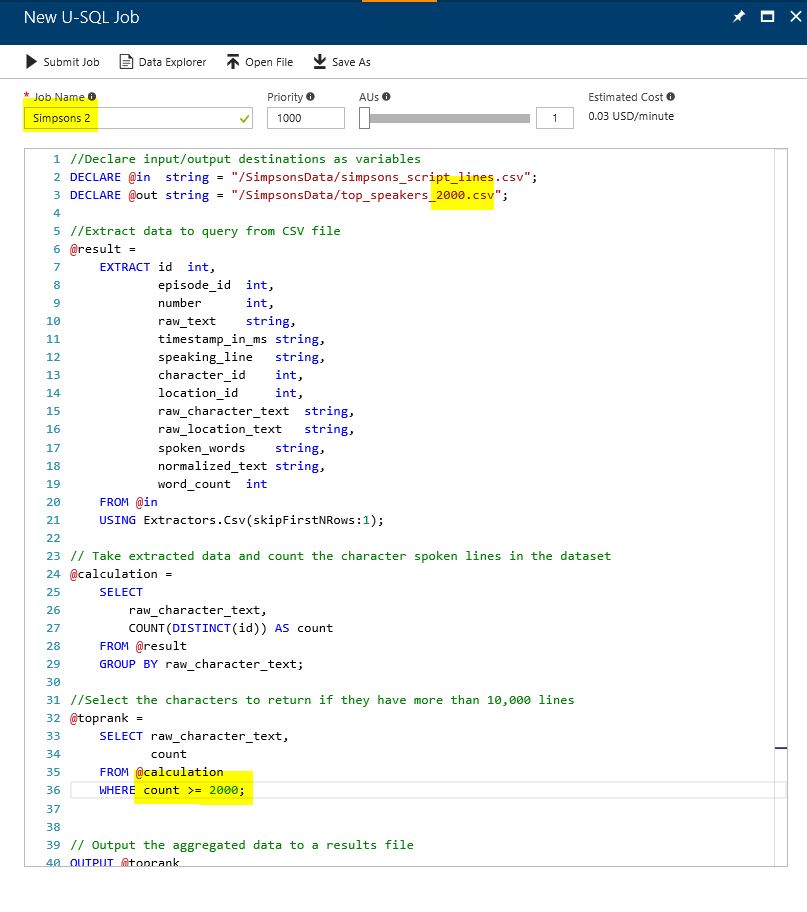 New U-SQL Job
Submit Job Data Explorer Open File Save As
* Job Name Priority AUs Estimated Cost
Simpsons 2 1000 1 0.03 USD/minute
1 //Declare input/output destinations as variables
2 DECLARE @in  string = "/SimpsonsData/simpsons_script_lines.csv";
3 DECLARE @out string = "/SimpsonsData/top_speakers_2000.csv";
4
5 //Extract data to query from CSV file
6 @result =
7     EXTRACT id  int,
8             episode_id  int,
9             number      int,
10             raw_text    string,
11             timestamp_in_ms string,
12             speaking_line   string,
13             character_id    int,
14             location_id     int,
15             raw_character_text  string,
16             raw_location_text   string,
17             spoken_words    string,
18             normalized_text string,
19             word_count  int
20     FROM @in
21     USING Extractors.Csv(skipFirstNRows:1);
22
23 // Take extracted data and count the character spoken lines in the dataset
24 @calculation =
25     SELECT
26         raw_character_text,
27         COUNT(DISTINCT(id)) AS count
28     FROM @result
29     GROUP BY raw_character_text;
30
31 //Select the characters to return if they have more than 10,000 lines
32 @toprank =
33     SELECT raw_character_text,
34            count
35     FROM @calculation
36     WHERE count >= 2000;
37
38
39 // Output the aggregated data to a results file
40 OUTPUT @toprank